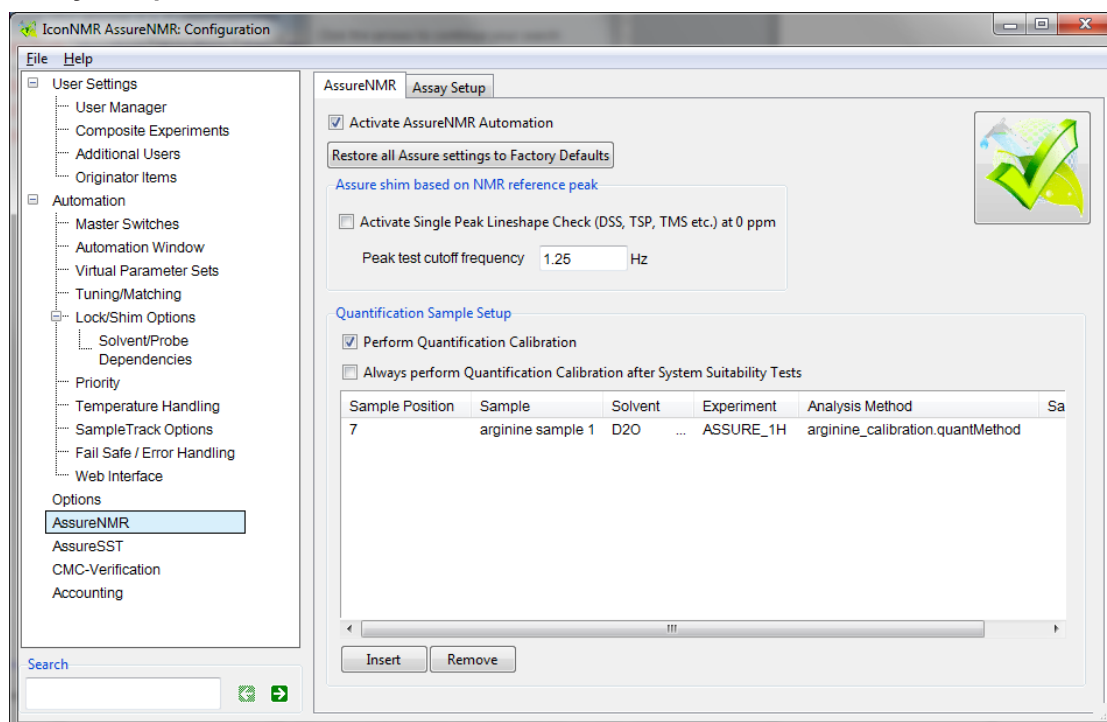 IconNMR AssureNMR: Configuration
File Help
User Settings
User Manager
Composite Experiments
Additional Users
Originator Items
Automation
Master Switches
Automation Window
Virtual Parameter Sets
Tuning/Matching
Lock/Shim Options
Solvent/Probe
Dependencies
Priority
Temperature Handling
SampleTrack Options
Fail Safe / Error Handling
Web Interface
Options
AssureNMR
AssureSST
CMC-Verification
Accounting
Search
AssureNMR Assay Setup
Activate AssureNMR Automation
Restore all Assure settings to Factory Defaults
Assure shim based on NMR reference peak
Activate Single Peak Lineshape Check (DSS, TSP, TMS etc.) at 0 ppm
Peak test cutoff frequency 1.25 Hz
Quantification Sample Setup
Perform Quantification Calibration
Always perform Quantification Calibration after System Suitability Tests
Sample Position Sample Solvent Experiment Analysis Method Sa
7 arginine sample 1 D2O ... ASSURE_1H arginine_calibration.quantMethod
Insert Remove